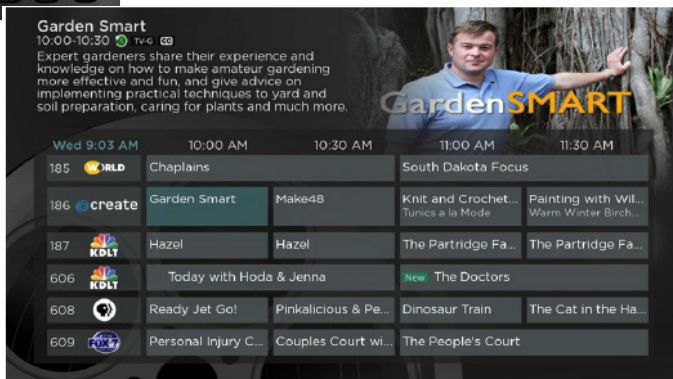 Garden Smart
10:00-10:30 TV-G CC
Expert gardeners share their experience and
knowledge on how to make amateur gardening
more effective and fun, and give advice on
implementing practical techniques to yard and
soil preparation, caring for plants and much more.
GardenSMART
Wed 9:03 AM 10:00 AM 10:30 AM 11:00 AM 11:30 AM
185 WORLD Chaplains South Dakota Focus
186 create Garden Smart Make48 Knit and Crochet... Painting with Wil...
Tunics a la Mode Warm Winter Birch...
187 KDLT Hazel Hazel The Partridge Fa... The Partridge Fa...
606 KDLT Today with Hoda & Jenna New The Doctors
608 Ready Jet Go! Pinkalicious & Pe... Dinosaur Train The Cat in the Ha...
609 FOX 7 Personal Injury C... Couples Court wi... The People's Court